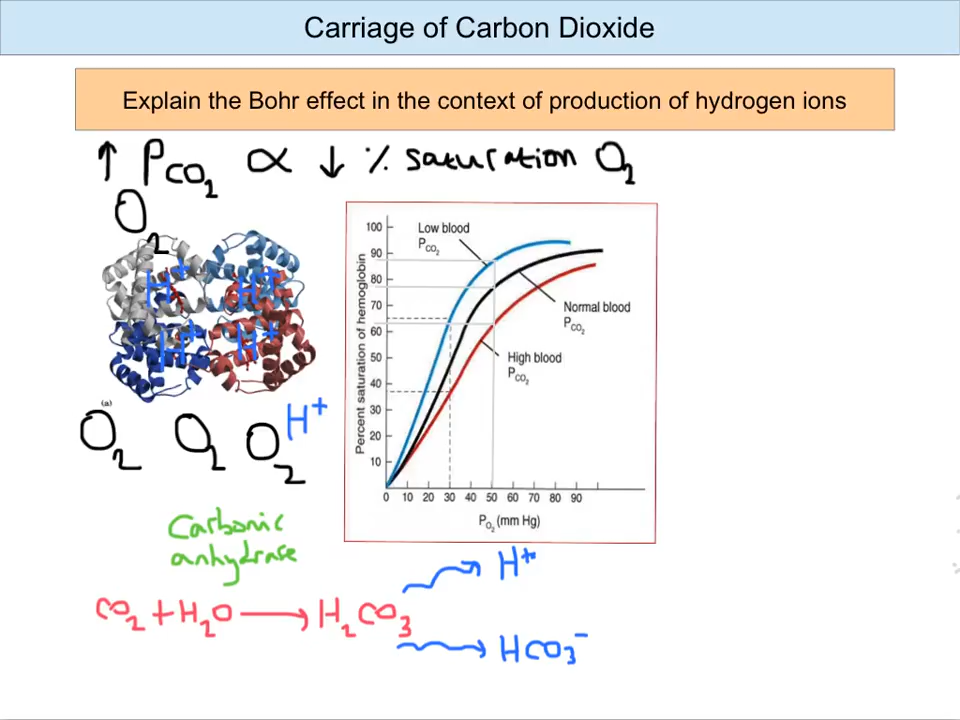 Carriage of Carbon Dioxide
Explain the Bohr effect in the context of production of hydrogen ions
↑ PCO2 ∝ ↓ % saturation O2
O2
H+ H+
H+ H+
(a)
O2 O2 O2 H+
Percent saturation of hemoglobin
100
90
80
70
60
50
40
30
20
10
Low blood
PCO2
Normal blood
PCO2
High blood
PCO2
0 10 20 30 40 50 60 70 80 90
PO2 (mm Hg)
Carbonic
anhydrase
H+
CO2 + H2O → H2CO3
HCO3-